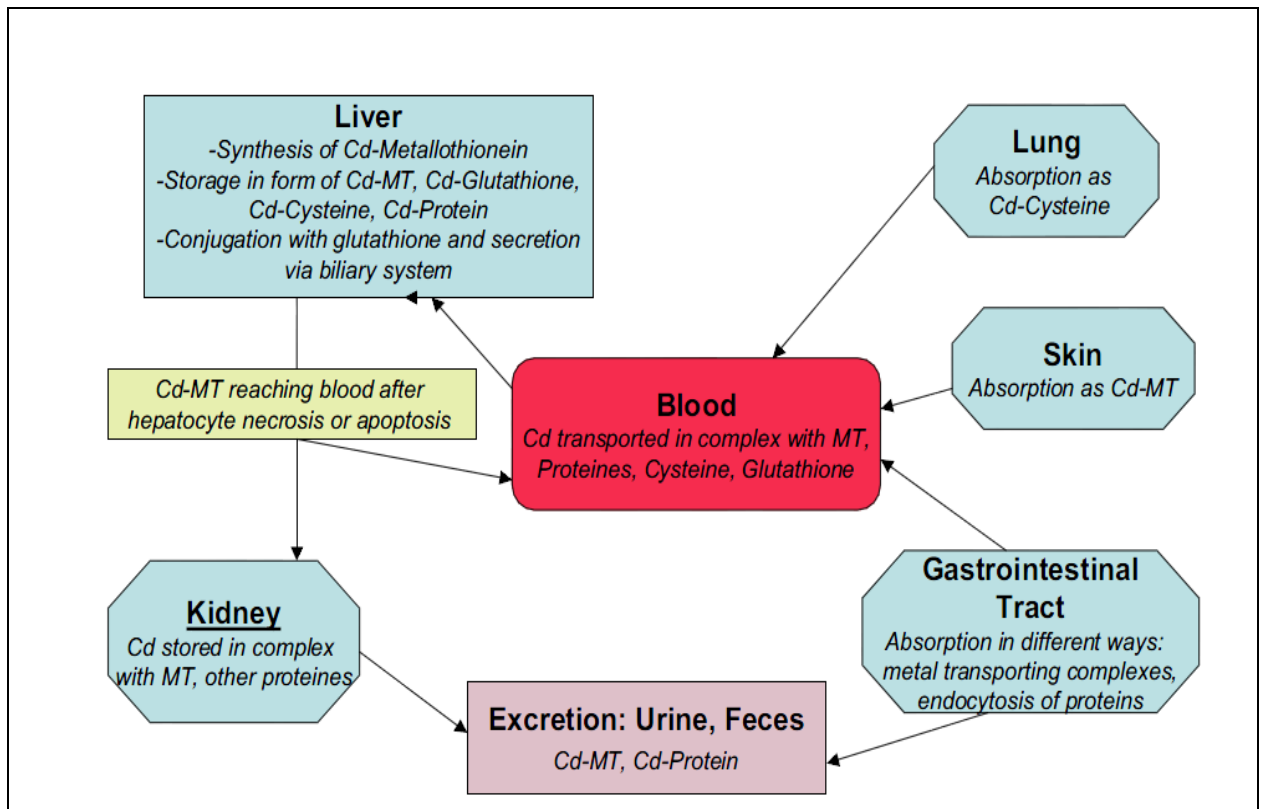 Liver
-Synthesis of Cd-Metallothionein
-Storage in form of Cd-MT, Cd-Glutathione,
Cd-Cysteine, Cd-Protein
-Conjugation with glutathione and secretion
via biliary system
Lung
Absorption as
Cd-Cysteine
Skin
Absorption as Cd-MT
Cd-MT reaching blood after
hepatocyte necrosis or apoptosis
Blood
Cd transported in complex with MT,
Proteines, Cysteine, Glutathione
Gastrointestinal
Tract
Absorption in different ways:
metal transporting complexes,
endocytosis of proteins
Kidney
Cd stored in complex
with MT, other proteines
Excretion: Urine, Feces
Cd-MT, Cd-Protein